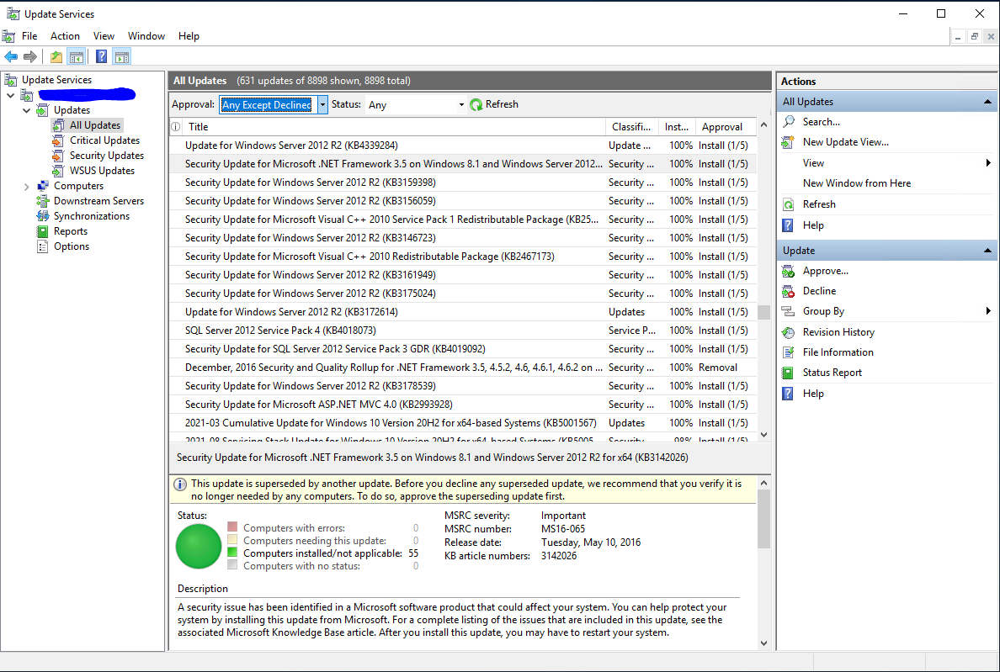 Update Services
File Action View Window Help
Update Services
Updates
All Updates
Critical Updates
Security Updates
WSUS Updates
Computers
Downstream Servers
Synchronizations
Reports
Options
All Updates (631 updates of 8898 shown, 8898 total)
Approval: Any Except Declined Status: Any Refresh
Title Classifi... Inst... Approval
Update for Windows Server 2012 R2 (KB4339284) Update ... 100% Install (1/5)
Security Update for Microsoft .NET Framework 3.5 on Windows 8.1 and Windows Server 2012... Security ... 100% Install (1/5)
Security Update for Windows Server 2012 R2 (KB3159398) Security ... 100% Install (1/5)
Security Update for Windows Server 2012 R2 (KB3156059) Security ... 100% Install (1/5)
Security Update for Microsoft Visual C++ 2010 Service Pack 1 Redistributable Package (KB25... Security ... 100% Install (1/5)
Security Update for Windows Server 2012 R2 (KB3146723) Security ... 100% Install (1/5)
Security Update for Microsoft Visual C++ 2010 Redistributable Package (KB2467173) Security ... 100% Install (1/5)
Security Update for Windows Server 2012 R2 (KB3161949) Security ... 100% Install (1/5)
Security Update for Windows Server 2012 R2 (KB3175024) Security ... 100% Install (1/5)
Update for Windows Server 2012 R2 (KB3172614) Updates 100% Install (1/5)
SQL Server 2012 Service Pack 4 (KB4018073) Service P... 100% Install (1/5)
Security Update for SQL Server 2012 Service Pack 3 GDR (KB4019092) Security ... 100% Install (1/5)
December, 2016 Security and Quality Rollup for .NET Framework 3.5, 4.5.2, 4.6, 4.6.1, 4.6.2 on ... Security ... 100% Removal
Security Update for Windows Server 2012 R2 (KB3178539) Security ... 100% Install (1/5)
Security Update for Microsoft ASP.NET MVC 4.0 (KB2993928) Security ... 100% Install (1/5)
2021-03 Cumulative Update for Windows 10 Version 20H2 for x64-based Systems (KB5001567) Updates 100% Install (1/5)
2021-08 Servicing Stack Update for Windows 10 Version 20H2 for x64-based Systems (KB5005... Security ... 98% Install (1/5)
Security Update for Microsoft .NET Framework 3.5 on Windows 8.1 and Windows Server 2012 R2 for x64 (KB3142026)
This update is superseded by another update. Before you decline any superseded update, we recommend that you verify it is
no longer needed by any computers. To do so, approve the superseding update first.
Status:
Computers with errors: 0
Computers needing this update: 0
Computers installed/not applicable: 55
Computers with no status: 0
MSRC severity: Important
MSRC number: MS16-065
Release date: Tuesday, May 10, 2016
KB article numbers: 3142026
Description
A security issue has been identified in a Microsoft software product that could affect your system. You can help protect your
system by installing this update from Microsoft. For a complete listing of the issues that are included in this update, see the
associated Microsoft Knowledge Base article. After you install this update, you may have to restart your system.
Actions
All Updates
Search...
New Update View...
View
New Window from Here
Refresh
Help
Update
Approve...
Decline
Group By
Revision History
File Information
Status Report
Help